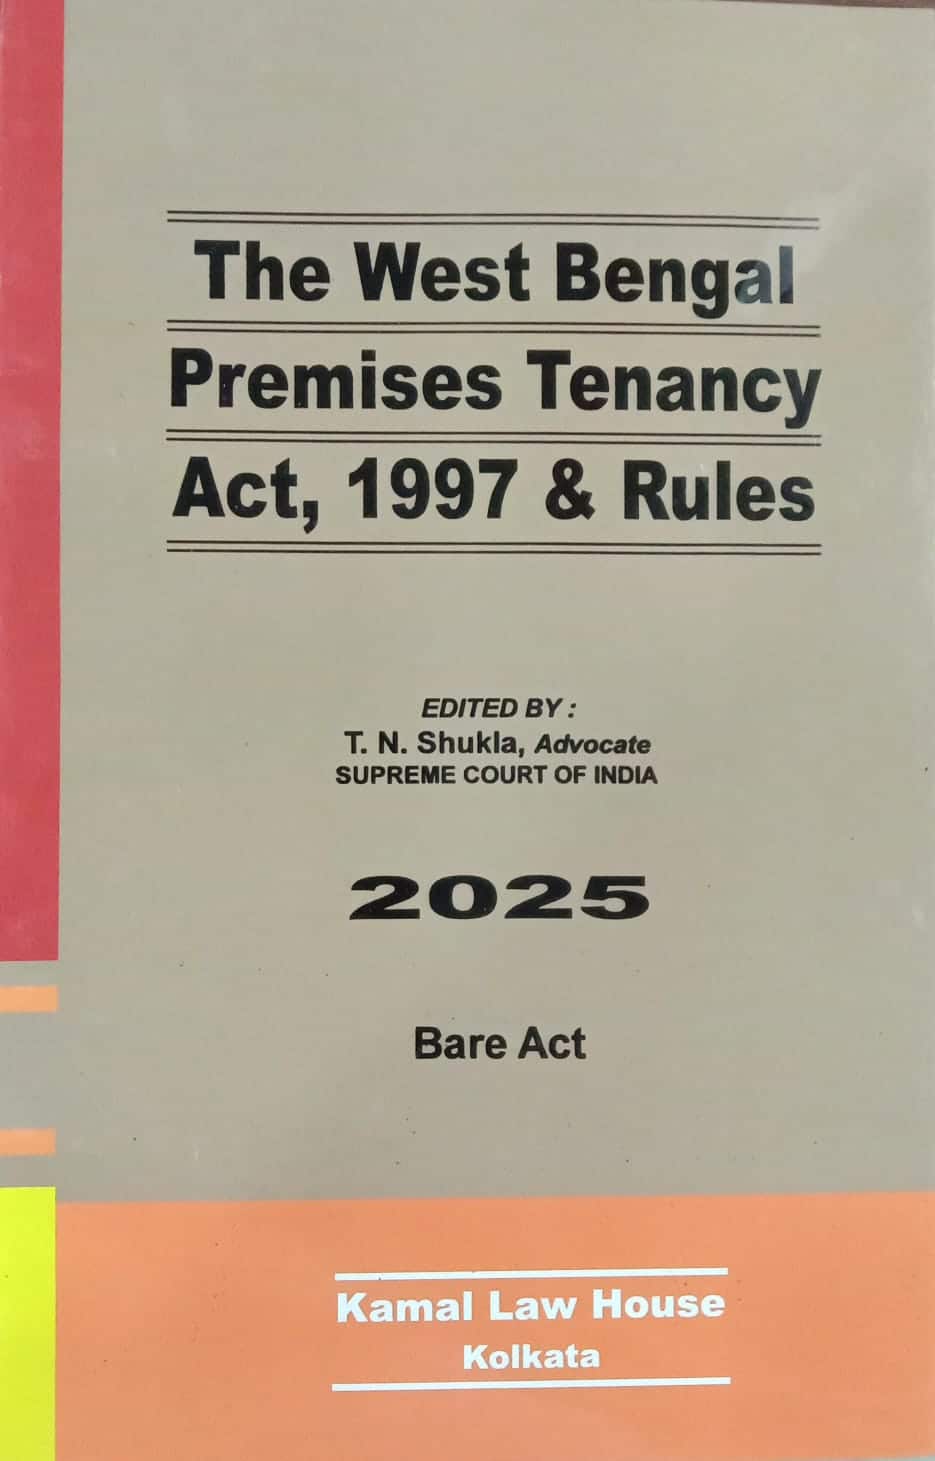 The West Bengal
Premises Tenancy
Act, 1997 & Rules
EDITED BY :
T. N. Shukla, Advocate
SUPREME COURT OF INDIA
2025
Bare Act
Kamal Law House
Kolkata